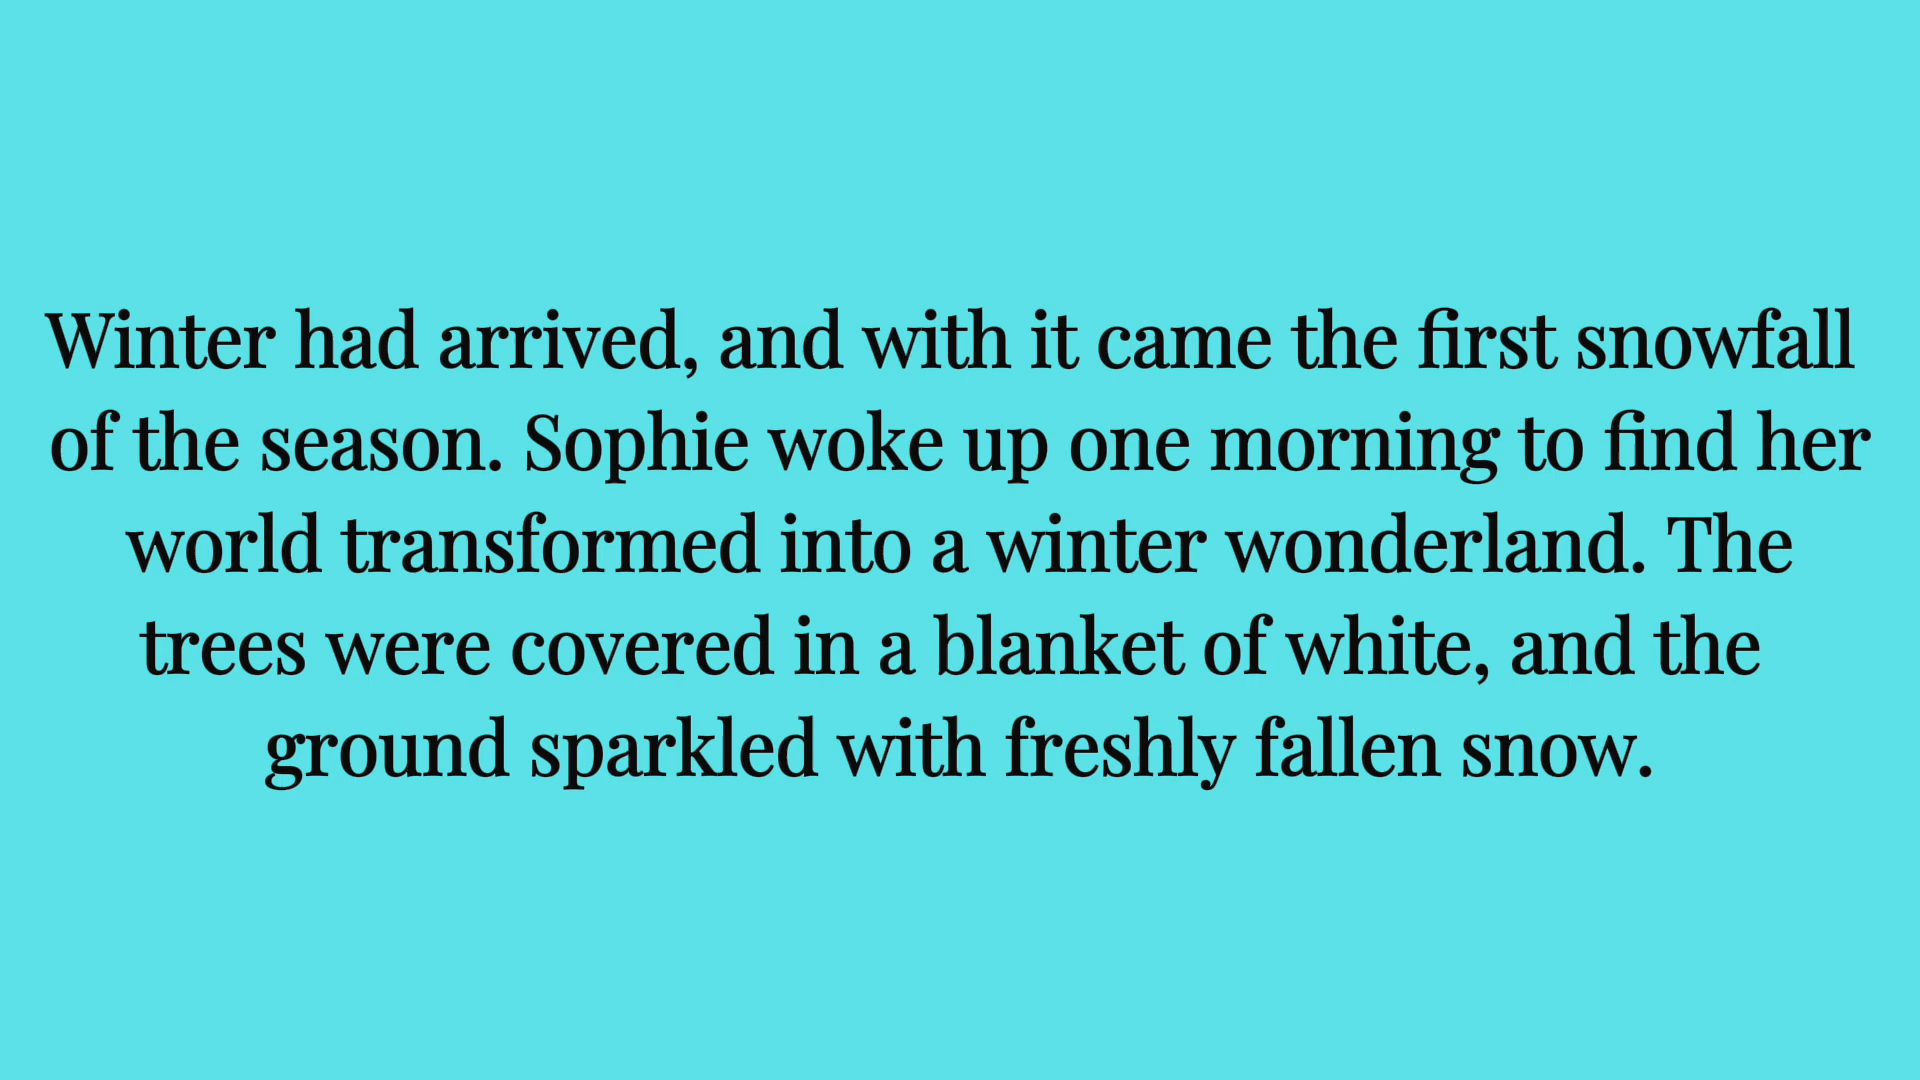 Winter had arrived, and with it came the first snowfall
of the season. Sophie woke up one morning to find her
world transformed into a winter wonderland. The
trees were covered in a blanket of white, and the
ground sparkled with freshly fallen snow.